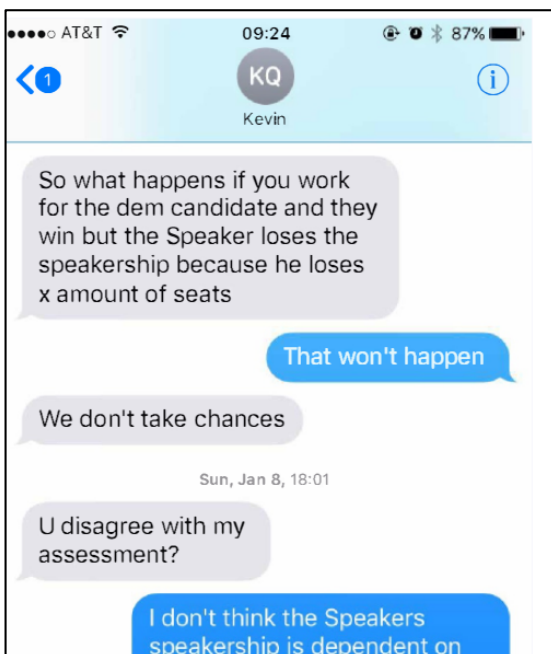 AT&T 09:24 87%
1 KQ i
Kevin
So what happens if you work
for the dem candidate and they
win but the Speaker loses the
speakership because he loses
x amount of seats
That won't happen
We don't take chances
Sun, Jan 8, 18:01
U disagree with my
assessment?
I don't think the Speakers
speakership is dependent on